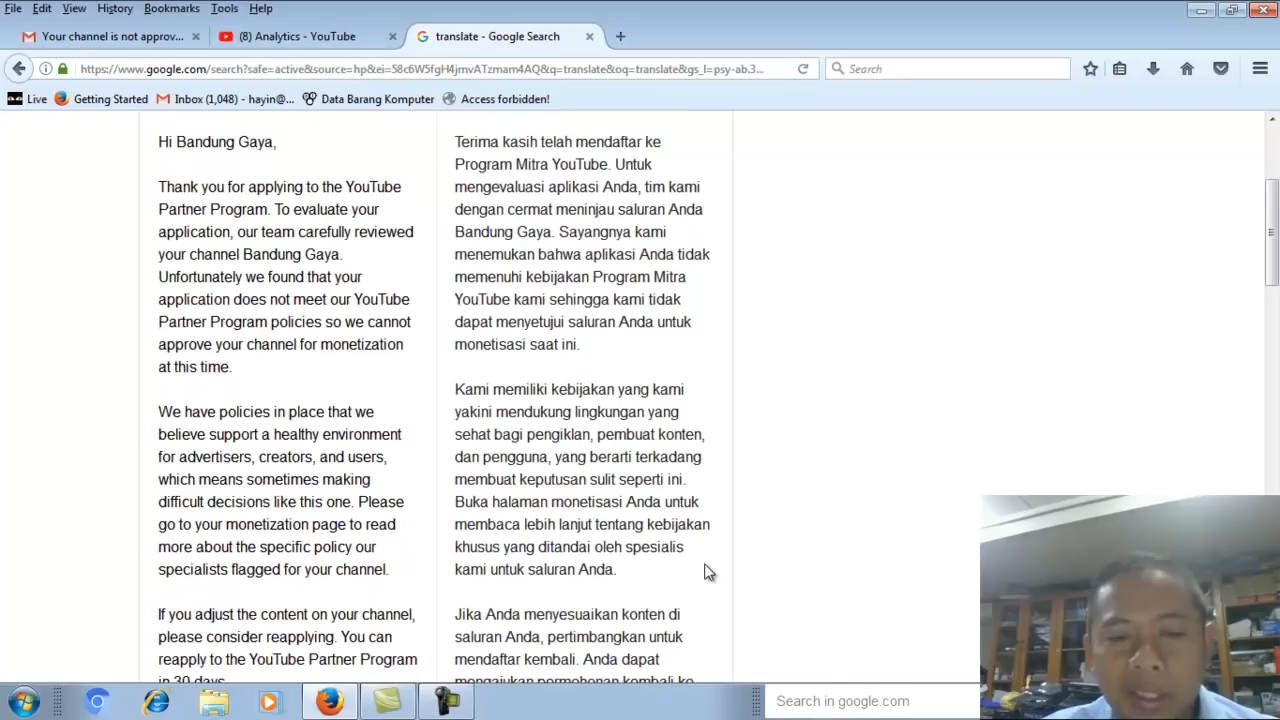 File Edit View History Bookmarks Tools Help
Your channel is not approv...
(8) Analytics - YouTube
translate - Google Search
https://www.google.com/search?safe=active&source=hp&ei=58c6W5fgH4jmvATzmam4AQ&q=translate&oq=translate&gs_l=psy-ab.3...
Search
Live
Getting Started
Inbox (1,048) - hayin@...
Data Barang Komputer
Access forbidden!
Hi Bandung Gaya,
Thank you for applying to the YouTube
Partner Program. To evaluate your
application, our team carefully reviewed
your channel Bandung Gaya.
Unfortunately we found that your
application does not meet our YouTube
Partner Program policies so we cannot
approve your channel for monetization
at this time.
We have policies in place that we
believe support a healthy environment
for advertisers, creators, and users,
which means sometimes making
difficult decisions like this one. Please
go to your monetization page to read
more about the specific policy our
specialists flagged for your channel.
If you adjust the content on your channel,
please consider reapplying. You can
reapply to the YouTube Partner Program
in 30 days
Terima kasih telah mendaftar ke
Program Mitra YouTube. Untuk
mengevaluasi aplikasi Anda, tim kami
dengan cermat meninjau saluran Anda
Bandung Gaya. Sayangnya kami
menemukan bahwa aplikasi Anda tidak
memenuhi kebijakan Program Mitra
YouTube kami sehingga kami tidak
dapat menyetujui saluran Anda untuk
monetisasi saat ini.
Kami memiliki kebijakan yang kami
yakini mendukung lingkungan yang
sehat bagi pengiklan, pembuat konten,
dan pengguna, yang berarti terkadang
membuat keputusan sulit seperti ini.
Buka halaman monetisasi Anda untuk
membaca lebih lanjut tentang kebijakan
khusus yang ditandai oleh spesialis
kami untuk saluran Anda.
Jika Anda menyesuaikan konten di
saluran Anda, pertimbangkan untuk
mendaftar kembali. Anda dapat
mengajukan permohonan kembali ke
Search in google.com